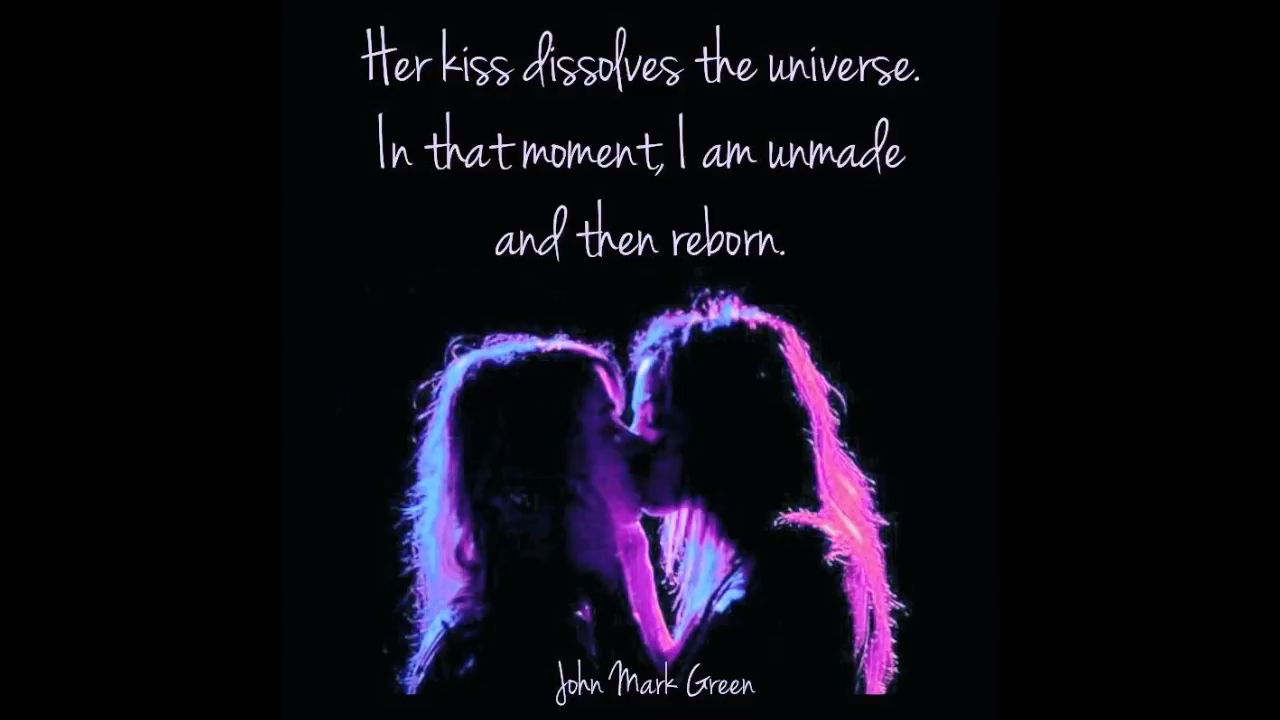 Her kiss dissolves the universe.
In that moment, I am unmade
and then reborn.
John Mark Green